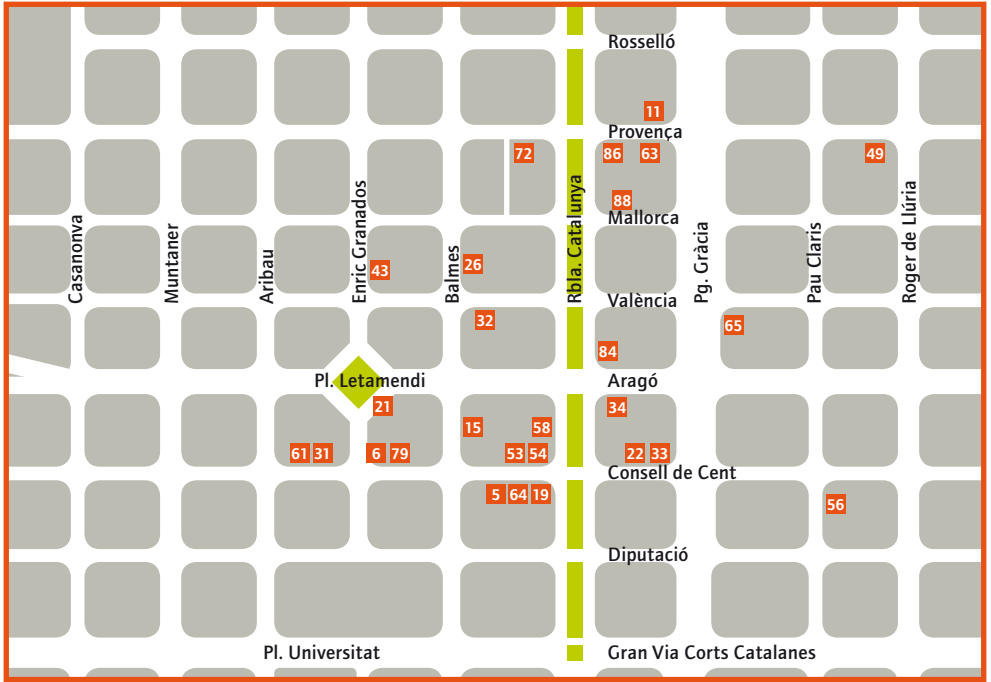 Rosselló
11
Provença
72
86
63
49
88
Mallorca
Casanonva
Muntaner
Aribau
Enric Granados
43
Balmes
26
Rbla. Catalunya
Pg. Gràcia
Pau Claris
Roger de Llúria
València
32
65
84
Pl. Letamendi
Aragó
21
34
15
58
61 31
6 79
53 54
22 33
Consell de Cent
5 64 19
56
Diputació
Pl. Universitat
Gran Via Corts Catalanes